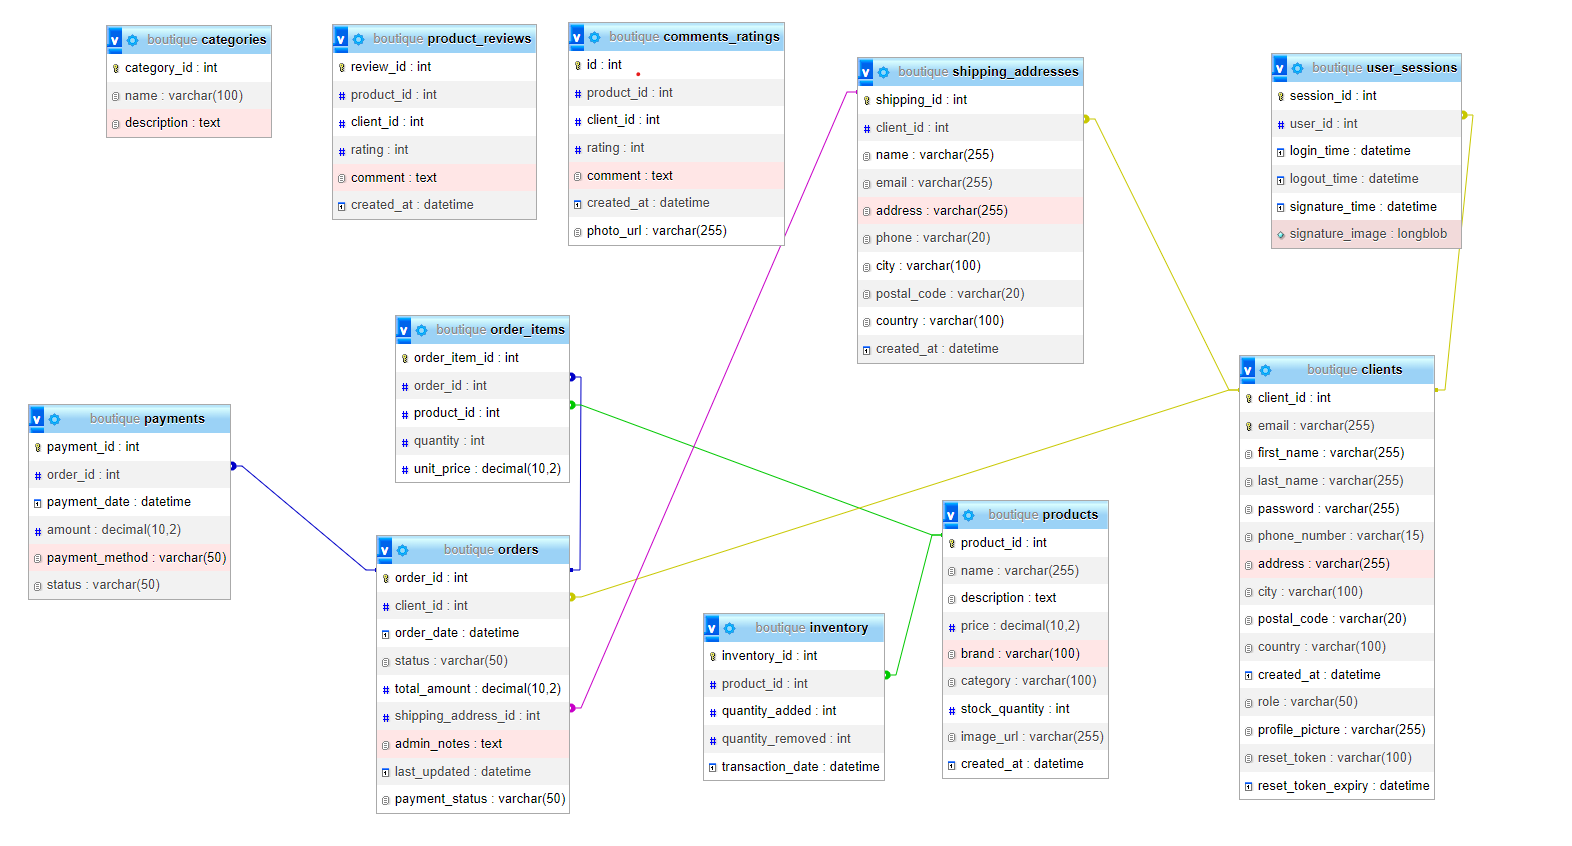 boutique categories
category_id : int
name : varchar(100)
description : text
boutique product_reviews
review_id : int
product_id : int
client_id : int
rating : int
comment : text
created_at : datetime
boutique comments_ratings
id : int
product_id : int
client_id : int
rating : int
comment : text
created_at : datetime
photo_url : varchar(255)
boutique shipping_addresses
shipping_id : int
client_id : int
name : varchar(255)
email : varchar(255)
address : varchar(255)
phone : varchar(20)
city : varchar(100)
postal_code : varchar(20)
country : varchar(100)
created_at : datetime
boutique user_sessions
session_id : int
user_id : int
login_time : datetime
logout_time : datetime
signature_time : datetime
signature_image : longblob
boutique order_items
order_item_id : int
order_id : int
product_id : int
quantity : int
unit_price : decimal(10,2)
boutique payments
payment_id : int
order_id : int
payment_date : datetime
amount : decimal(10,2)
payment_method : varchar(50)
status : varchar(50)
boutique orders
order_id : int
client_id : int
order_date : datetime
status : varchar(50)
total_amount : decimal(10,2)
shipping_address_id : int
admin_notes : text
last_updated : datetime
payment_status : varchar(50)
boutique inventory
inventory_id : int
product_id : int
quantity_added : int
quantity_removed : int
transaction_date : datetime
boutique products
product_id : int
name : varchar(255)
description : text
price : decimal(10,2)
brand : varchar(100)
category : varchar(100)
stock_quantity : int
image_url : varchar(255)
created_at : datetime
boutique clients
client_id : int
email : varchar(255)
first_name : varchar(255)
last_name : varchar(255)
password : varchar(255)
phone_number : varchar(15)
address : varchar(255)
city : varchar(100)
postal_code : varchar(20)
country : varchar(100)
created_at : datetime
role : varchar(50)
profile_picture : varchar(255)
reset_token : varchar(100)
reset_token_expiry : datetime